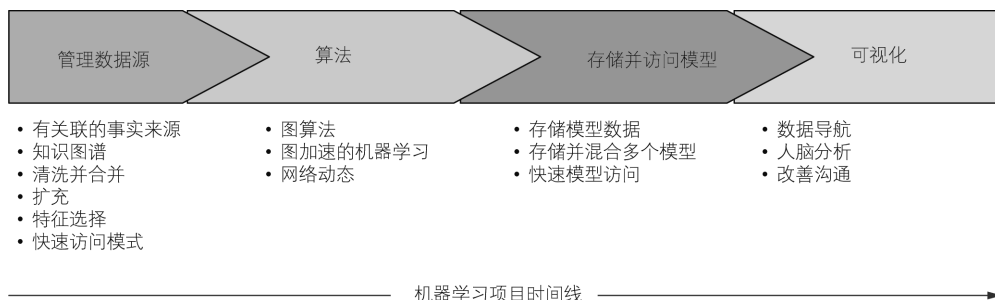 管理数据源
算法
存储并访问模型
可视化
• 有关联的事实来源
• 知识图谱
• 清洗并合并
• 扩充
• 特征选择
• 快速访问模式
• 图算法
• 图加速的机器学习
• 网络动态
• 存储模型数据
• 存储并混合多个模型
• 快速模型访问
• 数据导航
• 人脑分析
• 改善沟通
机器学习项目时间线